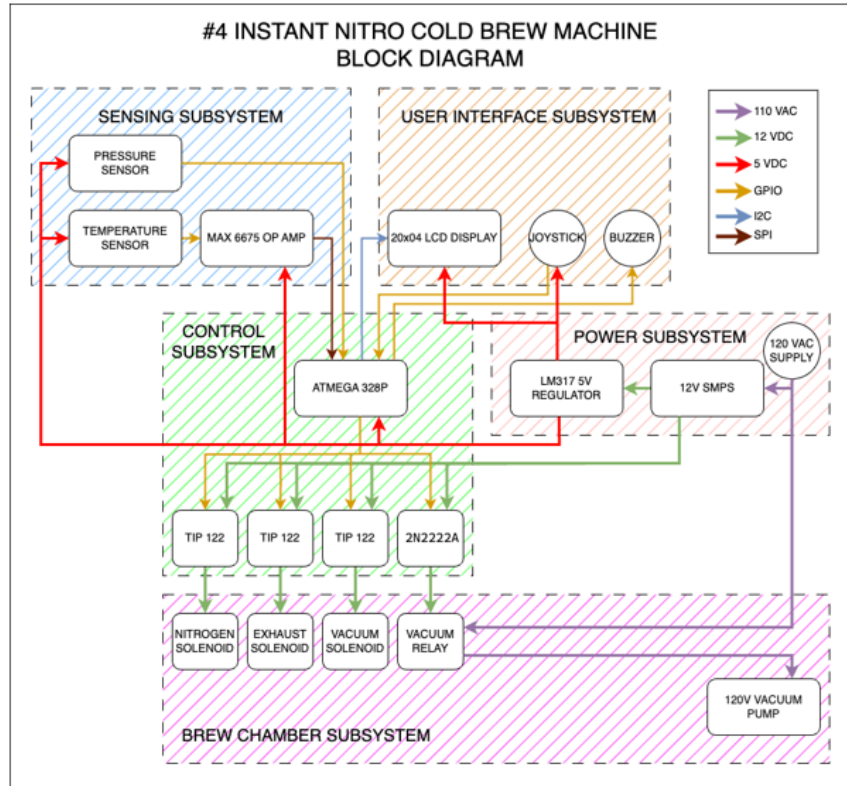 #4 INSTANT NITRO COLD BREW MACHINE
BLOCK DIAGRAM
SENSING SUBSYSTEM
PRESSURE
SENSOR
TEMPERATURE
SENSOR
MAX 6675 OP AMP
USER INTERFACE SUBSYSTEM
20x04 LCD DISPLAY
JOYSTICK
BUZZER
110 VAC
12 VDC
5 VDC
GPIO
I2C
SPI
CONTROL
SUBSYSTEM
ATMEGA 328P
POWER SUBSYSTEM
120 VAC
SUPPLY
LM317 5V
REGULATOR
12V SMPS
TIP 122
TIP 122
TIP 122
2N2222A
NITROGEN
SOLENOID
EXHAUST
SOLENOID
VACUUM
SOLENOID
VACUUM
RELAY
120V VACUUM
PUMP
BREW CHAMBER SUBSYSTEM